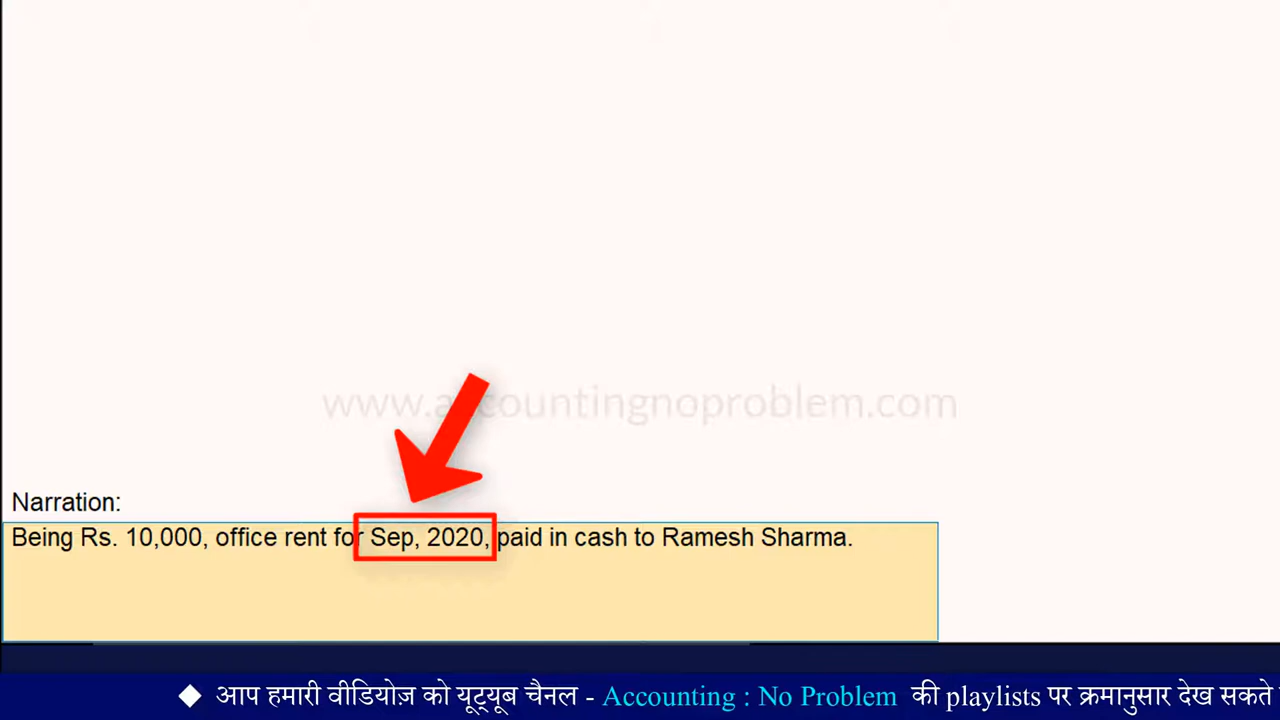 www.accountingnoproblem.com
Narration:
Being Rs. 10,000, office rent for Sep, 2020, paid in cash to Ramesh Sharma.
◆ आप हमारी वीडियोज़ को यूट्यूब चैनल - Accounting : No Problem की playlists पर क्रमानुसार देख सकते